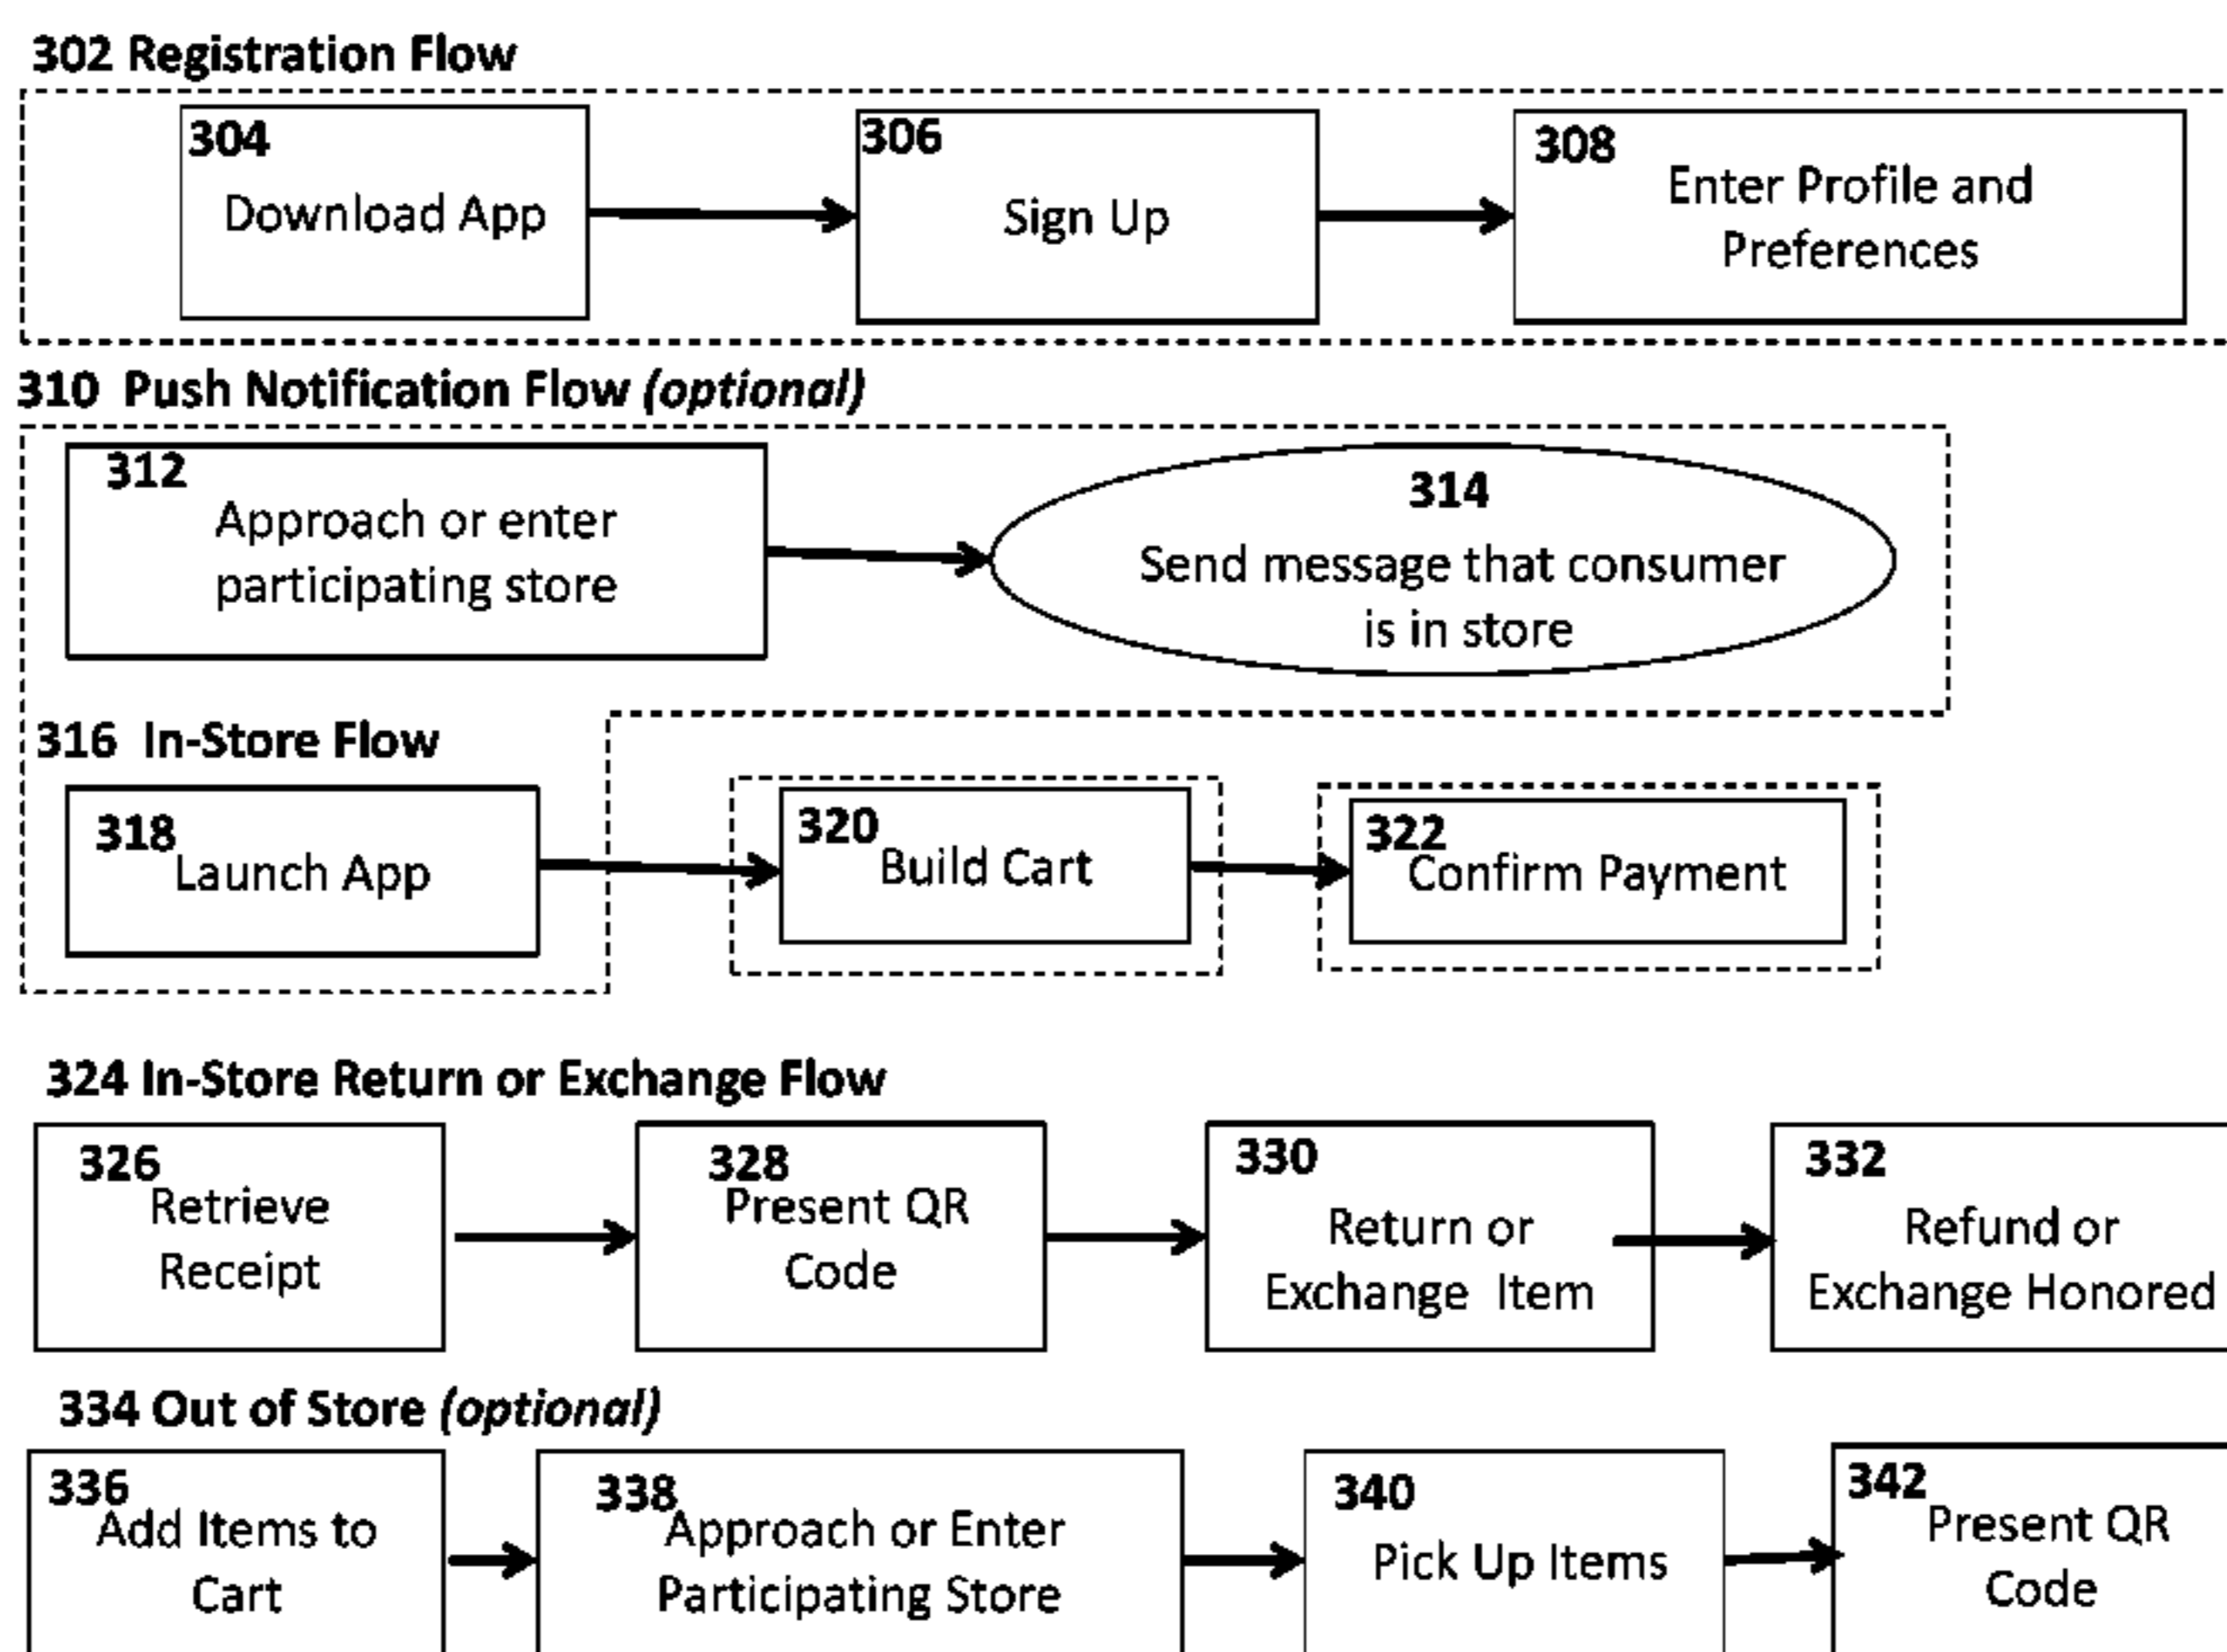 302 Registration Flow
304
Download App
306
Sign Up
308
Enter Profile and
Preferences
310 Push Notification Flow (optional)
312
Approach or enter
participating store
314
Send message that consumer
is in store
316 In-Store Flow
318
Launch App
320
Build Cart
322
Confirm Payment
324 In-Store Return or Exchange Flow
326
Retrieve
Receipt
328
Present QR
Code
330
Return or
Exchange Item
332
Refund or
Exchange Honored
334 Out of Store (optional)
336
Add Items to
Cart
338
Approach or Enter
Participating Store
340
Pick Up Items
342
Present QR
Code